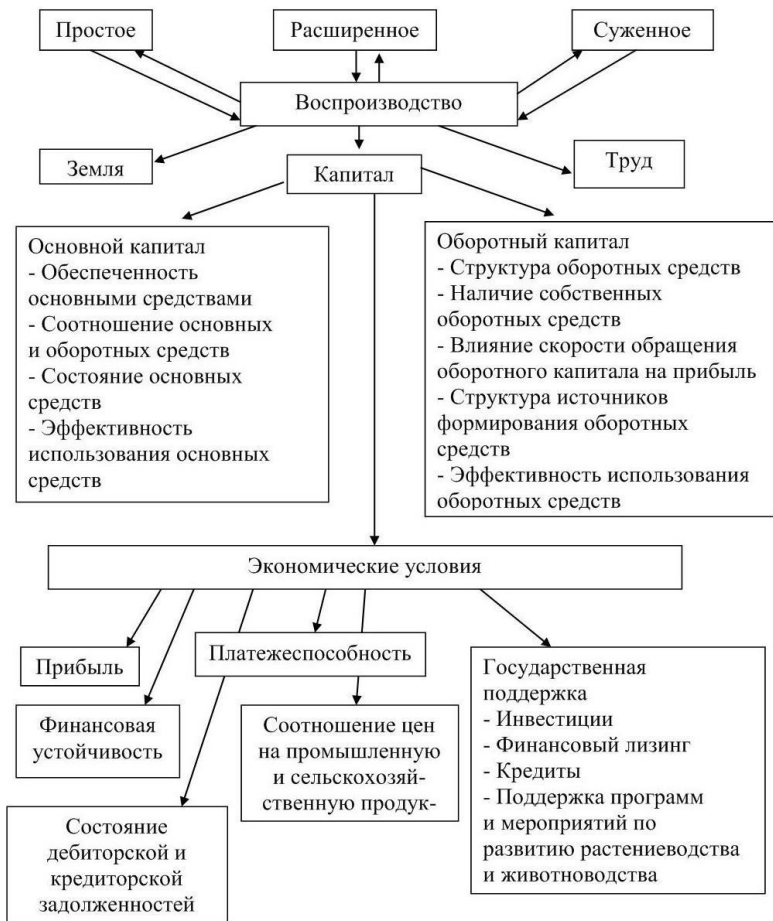 Простое
Расширенное
Суженное
Воспроизводство
Земля
Капитал
Труд
Основной капитал
- Обеспеченность
основными средствами
- Соотношение основных
и оборотных средств
- Состояние основных
средств
- Эффективность
использования основных
средств
Оборотный капитал
- Структура оборотных средств
- Наличие собственных
оборотных средств
- Влияние скорости обращения
оборотного капитала на прибыль
- Структура источников
формирования оборотных
средств
- Эффективность использования
оборотных средств
Экономические условия
Прибыль
Платежеспособность
Финансовая
устойчивость
Соотношение цен
на промышленную
и сельскохозяй-
ственную продук-
Состояние
дебиторской и
кредиторской
задолженностей
Государственная
поддержка
- Инвестиции
- Финансовый лизинг
- Кредиты
- Поддержка программ
и мероприятий по
развитию растениеводства
и животноводства